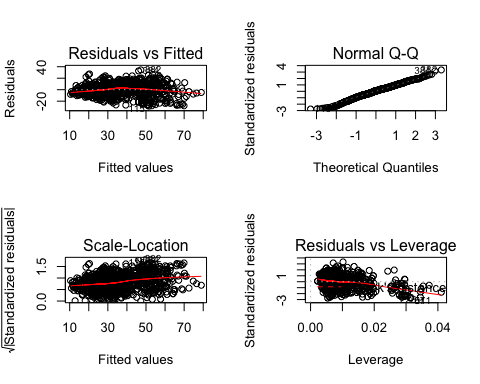 Residuals vs Fitted
Residuals
-20
40
10
30
50
70
Fitted values
Normal Q-Q
Standardized residuals
-3
4
-3
-1
1
2
3
Theoretical Quantiles
Scale-Location
√|Standardized residuals|
0.0
1.5
10
30
50
70
Fitted values
Residuals vs Leverage
Standardized residuals
-3
1
0.00
0.02
0.04
Leverage